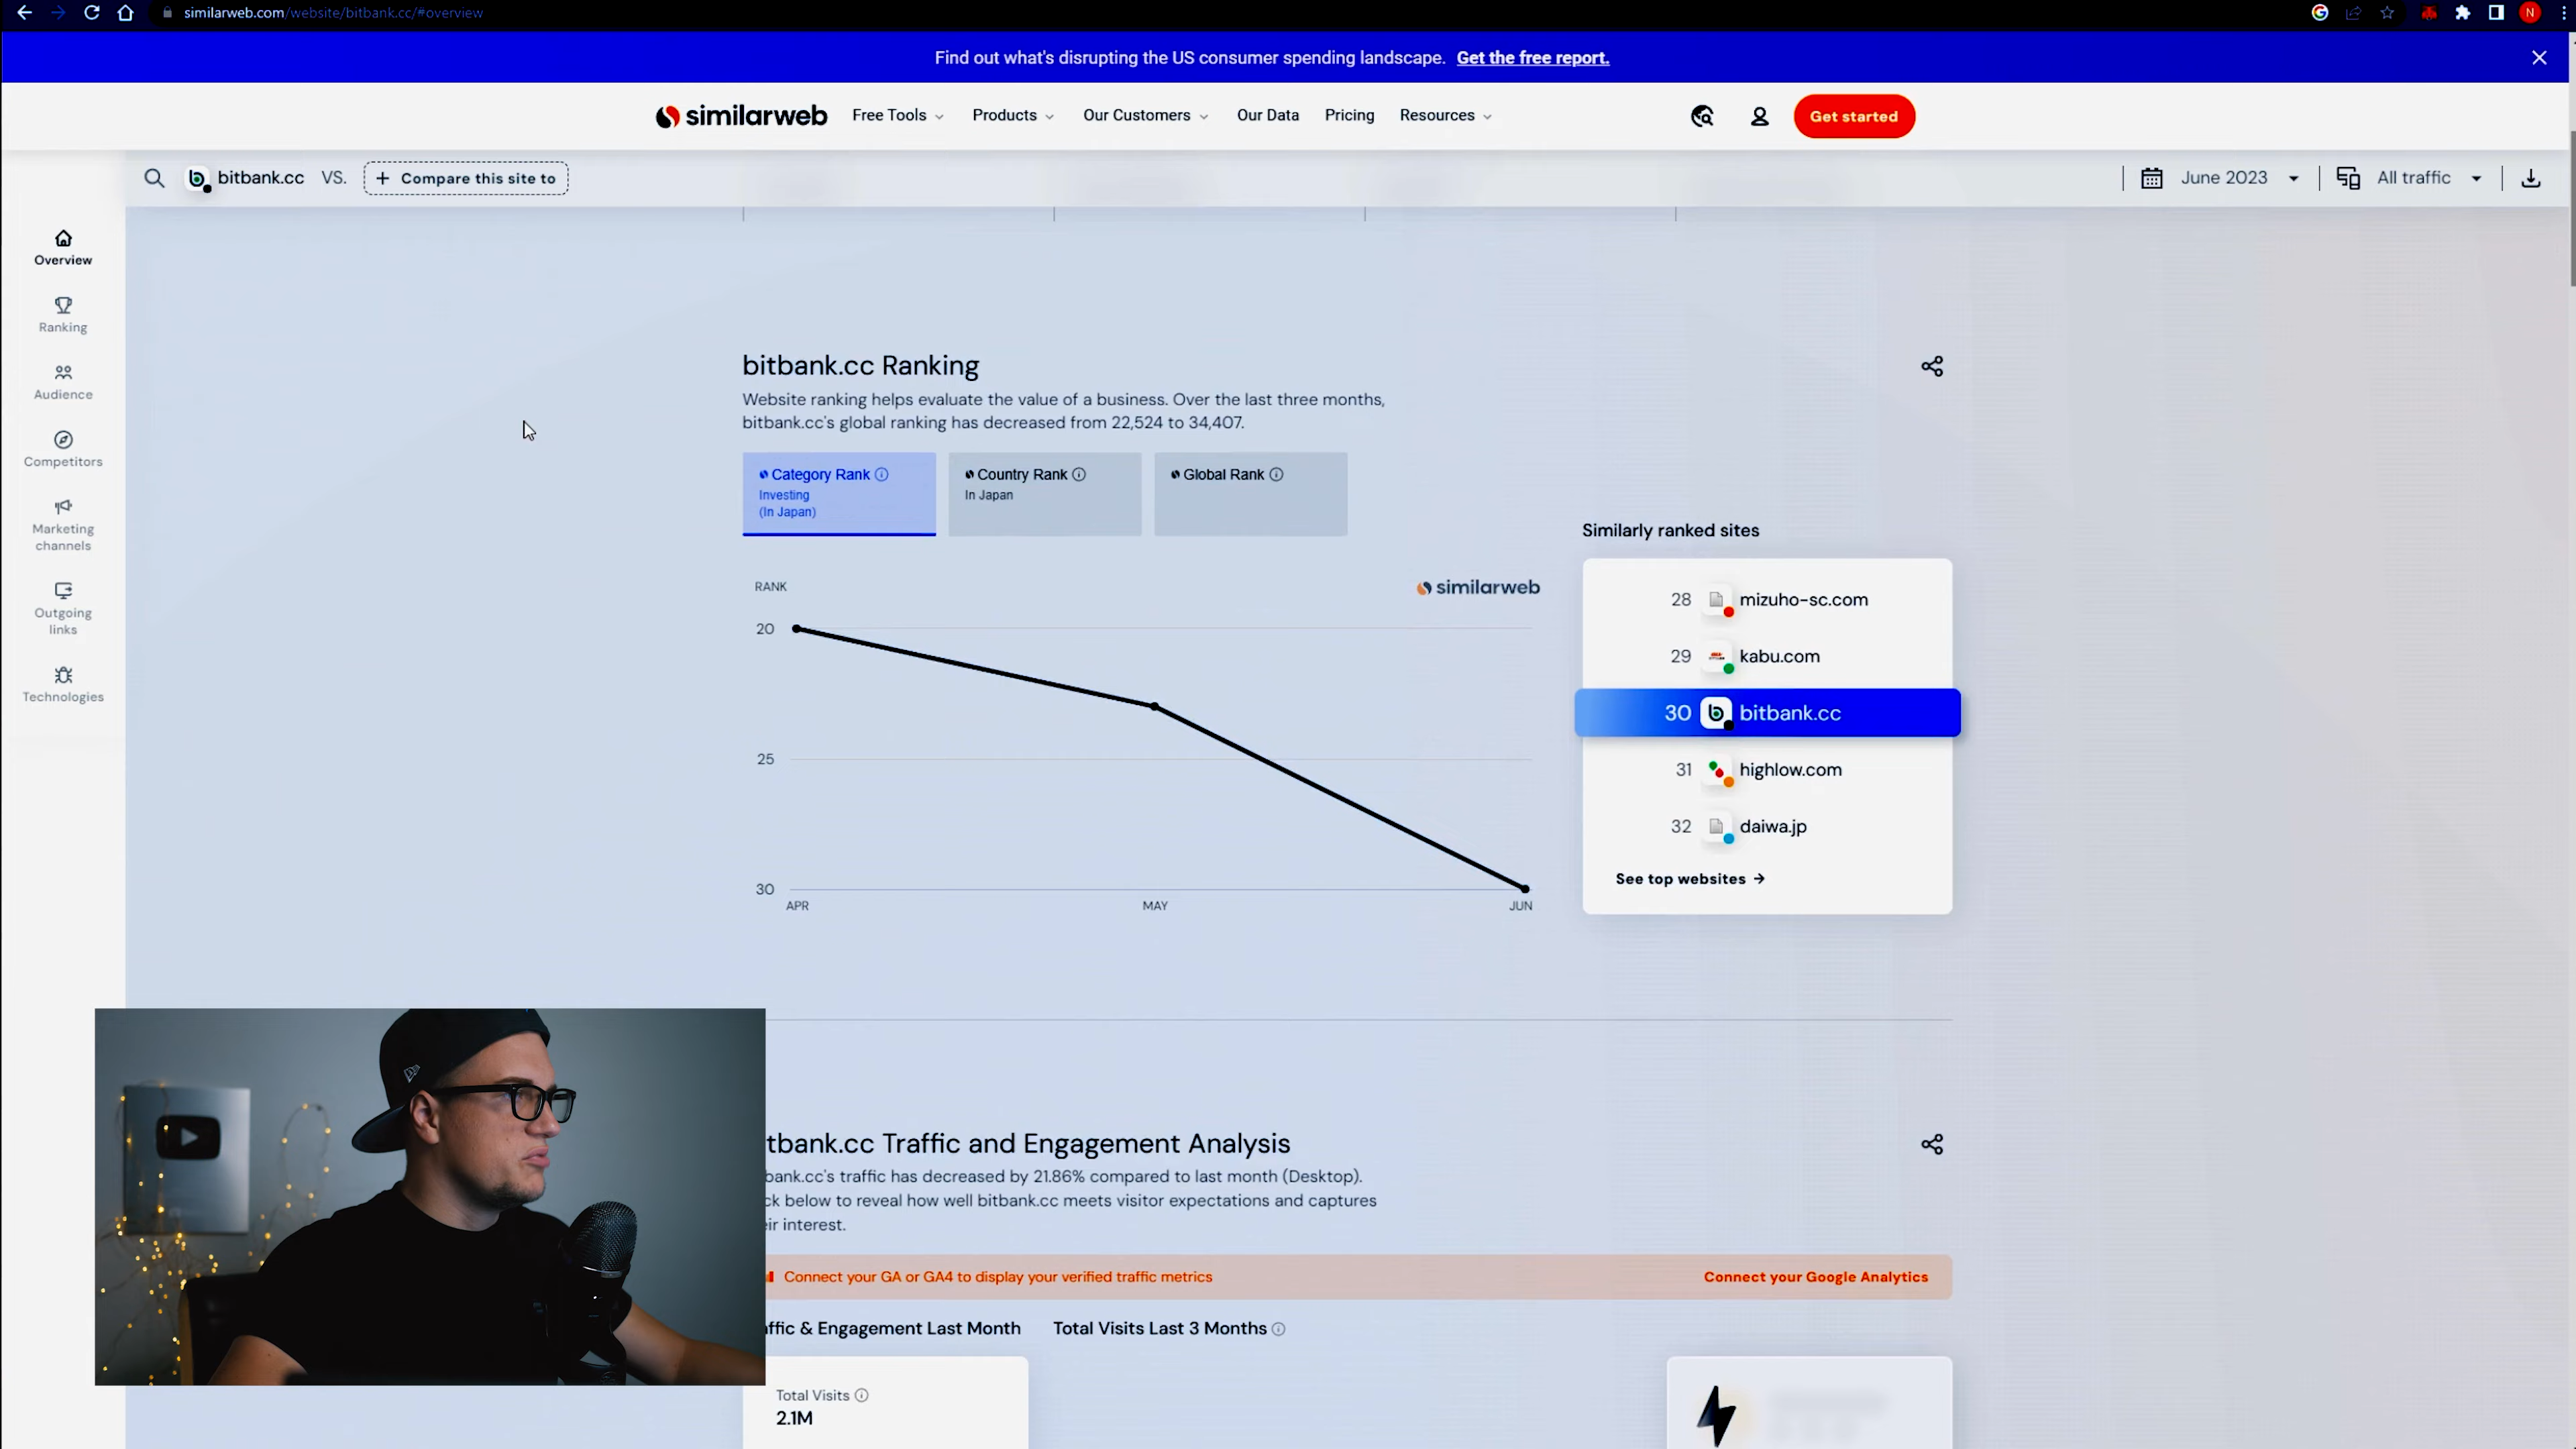 similarweb.com/website/bitbank.cc/#overview
N
Find out what's disrupting the US consumer spending landscape. Get the free report.
similarweb Free Tools Products Our Customers Our Data Pricing Resources Get started
bitbank.cc VS. + Compare this site to June 2023 All traffic
Overview
Ranking
Audience
Competitors
Marketing
channels
Outgoing
links
Technologies
bitbank.cc Ranking
Website ranking helps evaluate the value of a business. Over the last three months,
bitbank.cc's global ranking has decreased from 22,524 to 34,407.
Category Rank
Investing
(In Japan)
Country Rank
In Japan
Global Rank
RANK
similarweb
20
25
30
APR MAY JUN
Similarly ranked sites
28 mizuho-sc.com
29 kabu.com
30 bitbank.cc
31 highlow.com
32 daiwa.jp
See top websites →
tbank.cc Traffic and Engagement Analysis
bank.cc's traffic has decreased by 21.86% compared to last month (Desktop).
ck below to reveal how well bitbank.cc meets visitor expectations and captures
eir interest.
Connect your GA or GA4 to display your verified traffic metrics Connect your Google Analytics
affic & Engagement Last Month Total Visits Last 3 Months
Total Visits
2.1M